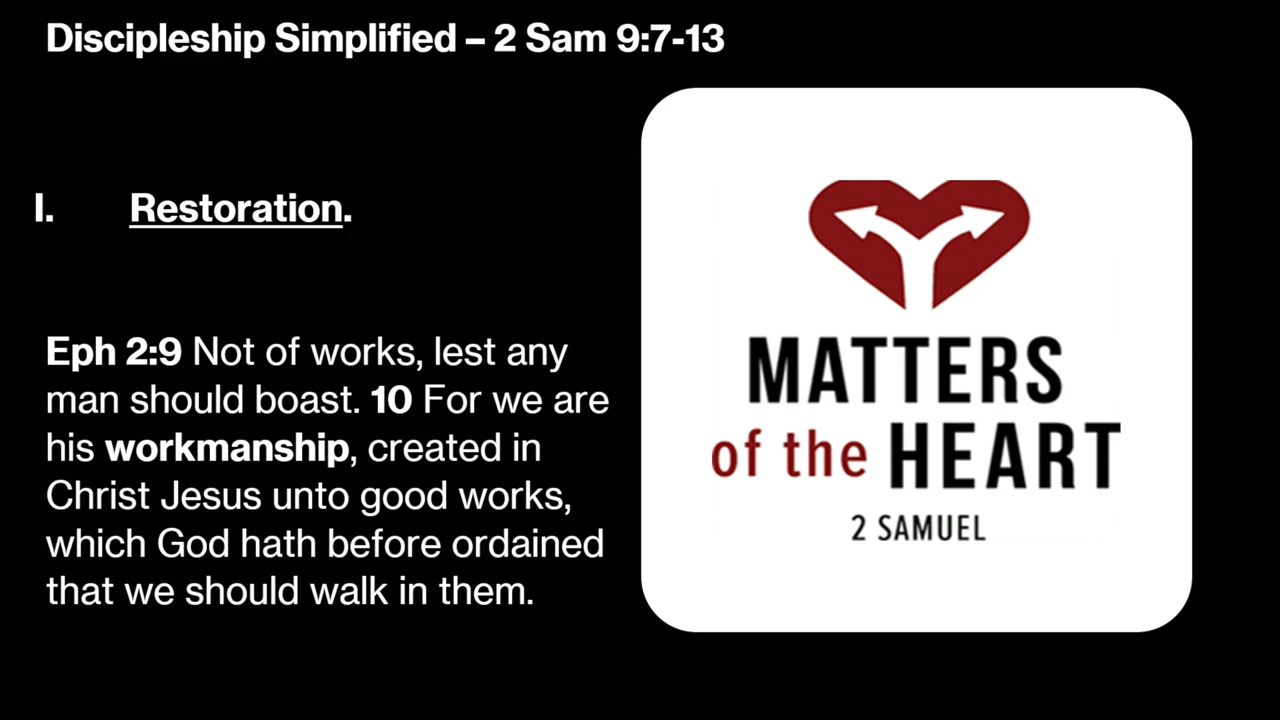 Discipleship Simplified – 2 Sam 9:7-13
I. Restoration.
Eph 2:9 Not of works, lest any
man should boast. 10 For we are
his workmanship, created in
Christ Jesus unto good works,
which God hath before ordained
that we should walk in them.
MATTERS
of the HEART
2 SAMUEL